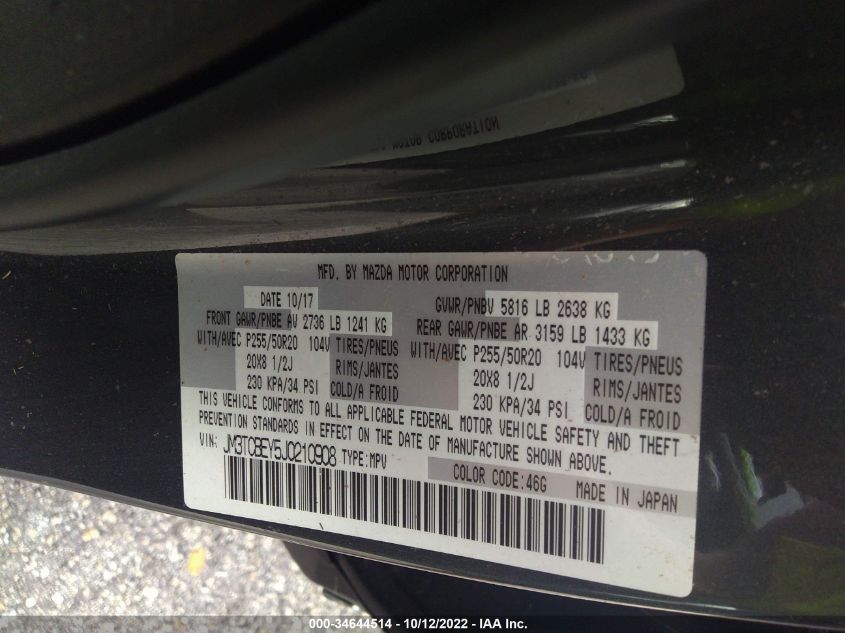 MOTOR CORPORATION
MFD. BY MAZDA MOTOR CORPORATION
DATE 10/17 GVWR/PNBV 5816 LB 2638 KG
FRONT GAWR/PNBE AV 2736 LB 1241 KG REAR GAWR/PNBE AR 3159 LB 1433 KG
WITH/AVEC P255/50R20 104V TIRES/PNEUS WITH/AVEC P255/50R20 104V TIRES/PNEUS
20X8 1/2J RIMS/JANTES 20X8 1/2J RIMS/JANTES
230 KPA/34 PSI COLD/A FROID 230 KPA/34 PSI COLD/A FROID
THIS VEHICLE CONFORMS TO ALL APPLICABLE FEDERAL MOTOR VEHICLE SAFETY AND THEFT
PREVENTION STANDARDS IN EFFECT ON THE DATE OF MANUFACTURE SHOWN ABOVE.
VIN: JM3TCBEY5J0210908 TYPE:MPV
COLOR CODE:46G MADE IN JAPAN
000-34644514 - 10/12/2022 - IAA Inc.